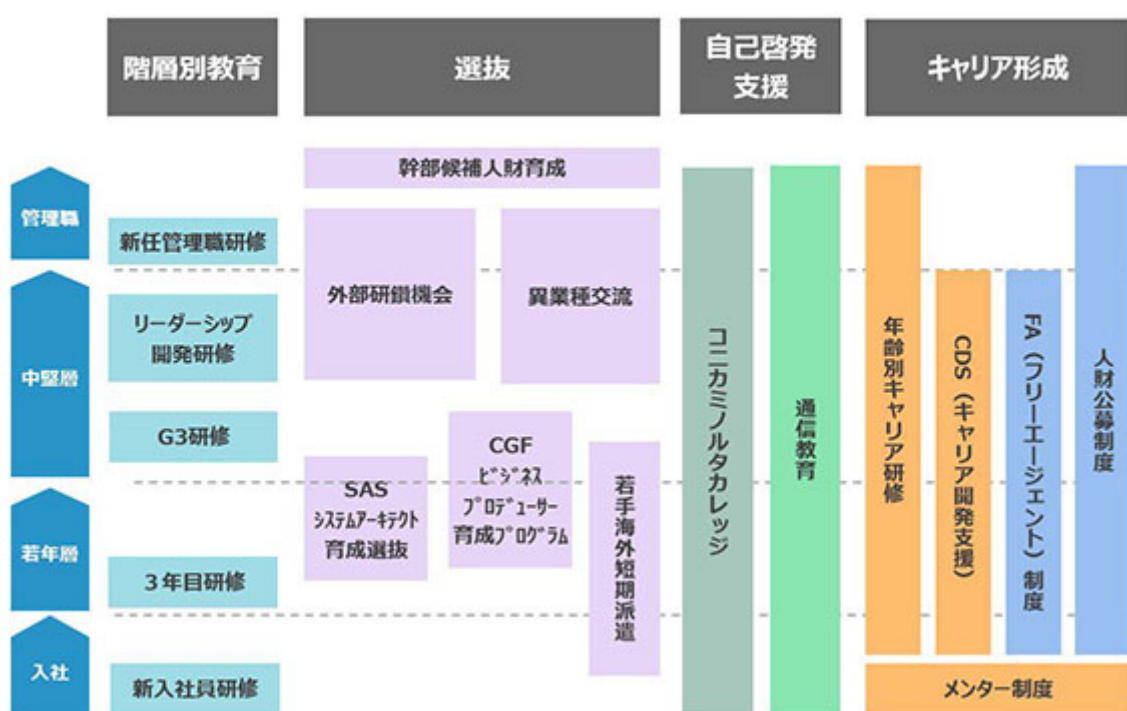 階層別教育
選抜
自己啓発
支援
キャリア形成
管理職
中堅層
若年層
入社
新任管理職研修
リーダーシップ
開発研修
G3研修
3年目研修
新入社員研修
幹部候補人財育成
外部研鑽機会
異業種交流
SAS
ｼｽﾃﾑｱｰｷﾃｸﾄ
育成選抜
CGF
ﾋﾞｼﾞﾈｽ
ﾌﾟﾛﾃﾞｭｰｻｰ
育成ﾌﾟﾛｸﾞﾗﾑ
若手海外短期派遣
コニカミノルタカレッジ
通信教育
年齢別キャリア研修
CDS（キャリア開発支援）
FA（フリーエージェント）制度
人財公募制度
メンター制度